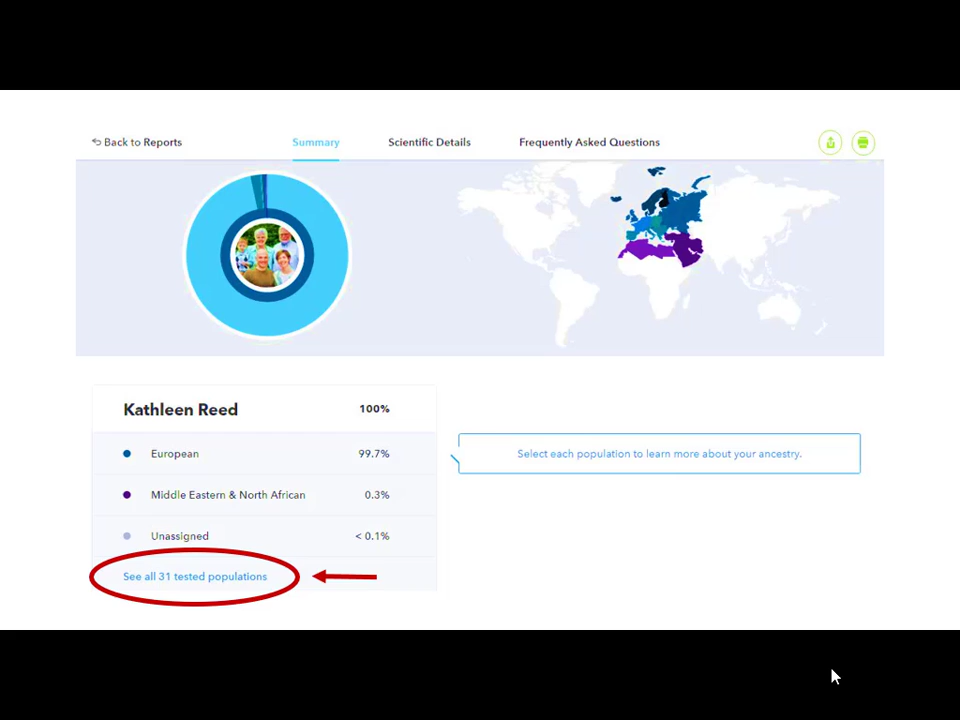 Back to Reports
Summary
Scientific Details
Frequently Asked Questions
Kathleen Reed 100%
European 99.7%
Middle Eastern & North African 0.3%
Unassigned < 0.1%
See all 31 tested populations
Select each population to learn more about your ancestry.